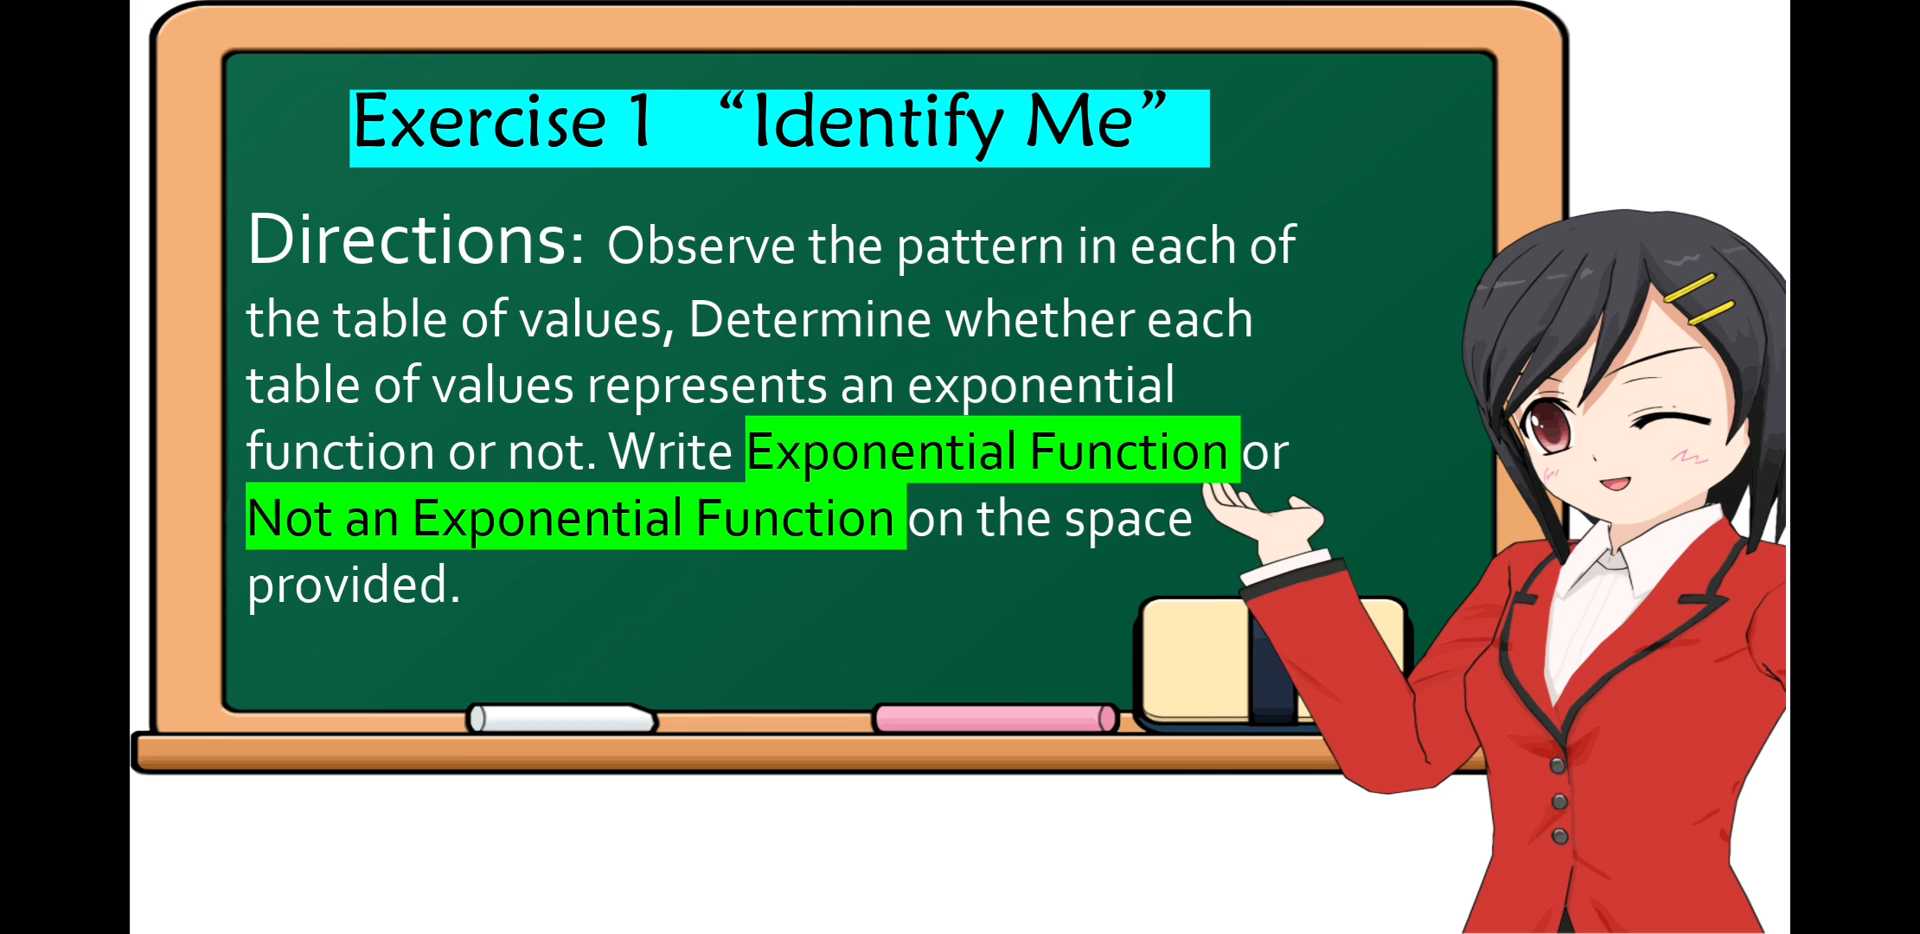 Exercise 1 “Identify Me”
Directions: Observe the pattern in each of
the table of values, Determine whether each
table of values represents an exponential
function or not. Write Exponential Function or
Not an Exponential Function on the space
provided.